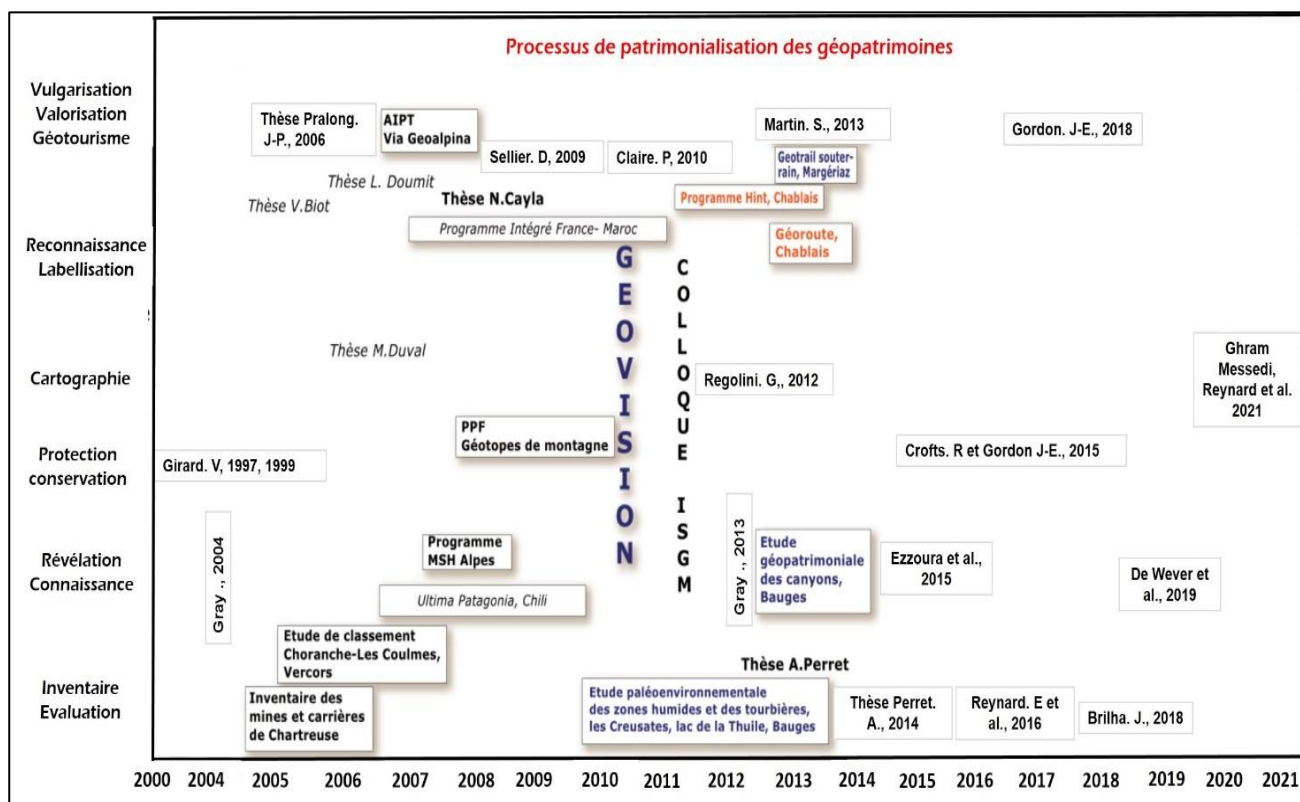 Processus de patrimonialisation des géopatrimoines
Vulgarisation
Valorisation
Géotourisme
Thèse Pralong.
J-P., 2006
AIPT
Via Geoalpina
Sellier. D, 2009
Claire. P, 2010
Martin. S., 2013
Geotrail souter-
rain, Margériaz
Gordon. J-E., 2018
Thèse L. Doumit
Thèse V.Biot
Thèse N.Cayla
Programme Hint, Chablais
Reconnaissance
Labellisation
Programme Intégré France- Maroc
Géoroute,
Chablais
GEOVISION
COLLOQUE ISGM
Cartographie
Thèse M.Duval
Regolini. G,, 2012
Ghram
Messedi,
Reynard et al.
2021
Protection
conservation
Girard. V, 1997, 1999
PPF
Géotopes de montagne
Crofts. R et Gordon J-E., 2015
Révélation
Connaissance
Gray ., 2004
Programme
MSH Alpes
Ultima Patagonia, Chili
Gray ., 2013
Etude
géopatrimoniale
des canyons,
Bauges
Ezzoura et al.,
2015
De Wever et
al., 2019
Inventaire
Evaluation
Etude de classement
Choranche-Les Coulmes,
Vercors
Inventaire des
mines et carrières
de Chartreuse
Thèse A.Perret
Etude paléoenvironnementale
des zones humides et des tourbières,
les Creusates, lac de la Thuile, Bauges
Thèse Perret.
A., 2014
Reynard. E et
al., 2016
Brilha. J., 2018
2000 2004 2005 2006 2007 2008 2009 2010 2011 2012 2013 2014 2015 2016 2017 2018 2019 2020 2021